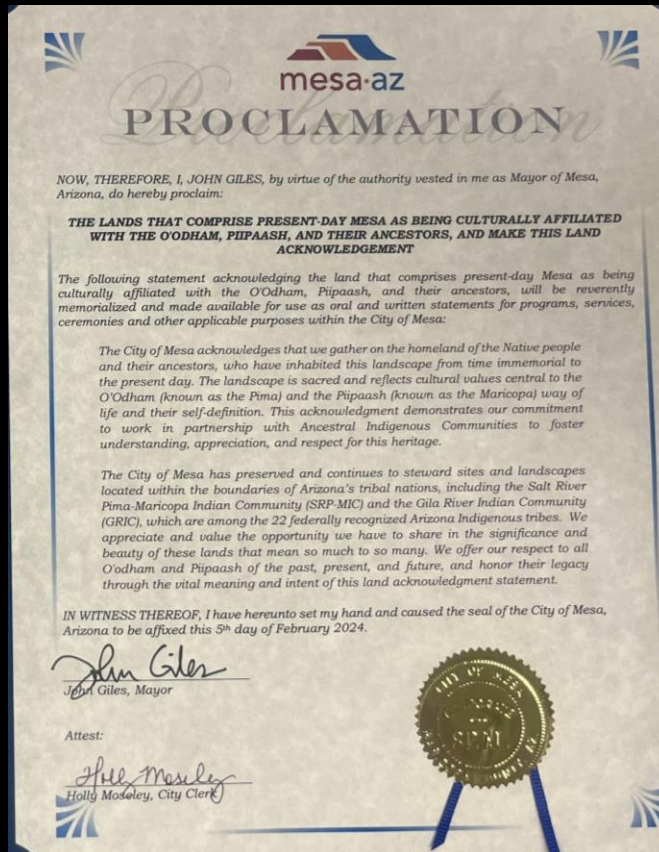 mesa·az
Proclamation
PROCLAMATION
NOW, THEREFORE, I, JOHN GILES, by virtue of the authority vested in me as Mayor of Mesa,
Arizona, do hereby proclaim:
THE LANDS THAT COMPRISE PRESENT-DAY MESA AS BEING CULTURALLY AFFILIATED
WITH THE O'ODHAM, PIIPAASH, AND THEIR ANCESTORS, AND MAKE THIS LAND
ACKNOWLEDGEMENT
The following statement acknowledging the land that comprises present-day Mesa as being
culturally affiliated with the O'Odham, Piipaash, and their ancestors, will be reverently
memorialized and made available for use as oral and written statements for programs, services,
ceremonies and other applicable purposes within the City of Mesa:
The City of Mesa acknowledges that we gather on the homeland of the Native people
and their ancestors, who have inhabited this landscape from time immemorial to
the present day. The landscape is sacred and reflects cultural values central to the
O'Odham (known as the Pima) and the Piipaash (known as the Maricopa) way of
life and their self-definition. This acknowledgment demonstrates our commitment
to work in partnership with Ancestral Indigenous Communities to foster
understanding, appreciation, and respect for this heritage.
The City of Mesa has preserved and continues to steward sites and landscapes
located within the boundaries of Arizona's tribal nations, including the Salt River
Pima-Maricopa Indian Community (SRP-MIC) and the Gila River Indian Community
(GRIC), which are among the 22 federally recognized Arizona Indigenous tribes. We
appreciate and value the opportunity we have to share in the significance and
beauty of these lands that mean so much to so many. We offer our respect to all
O'odham and Piipaash of the past, present, and future, and honor their legacy
through the vital meaning and intent of this land acknowledgment statement.
IN WITNESS THEREOF, I have hereunto set my hand and caused the seal of the City of Mesa,
Arizona to be affixed this 5th day of February 2024.
John Giles
John Giles, Mayor
Attest:
Holly Moseley
Holly Moseley, City Clerk
CITY OF MESA
SEAL